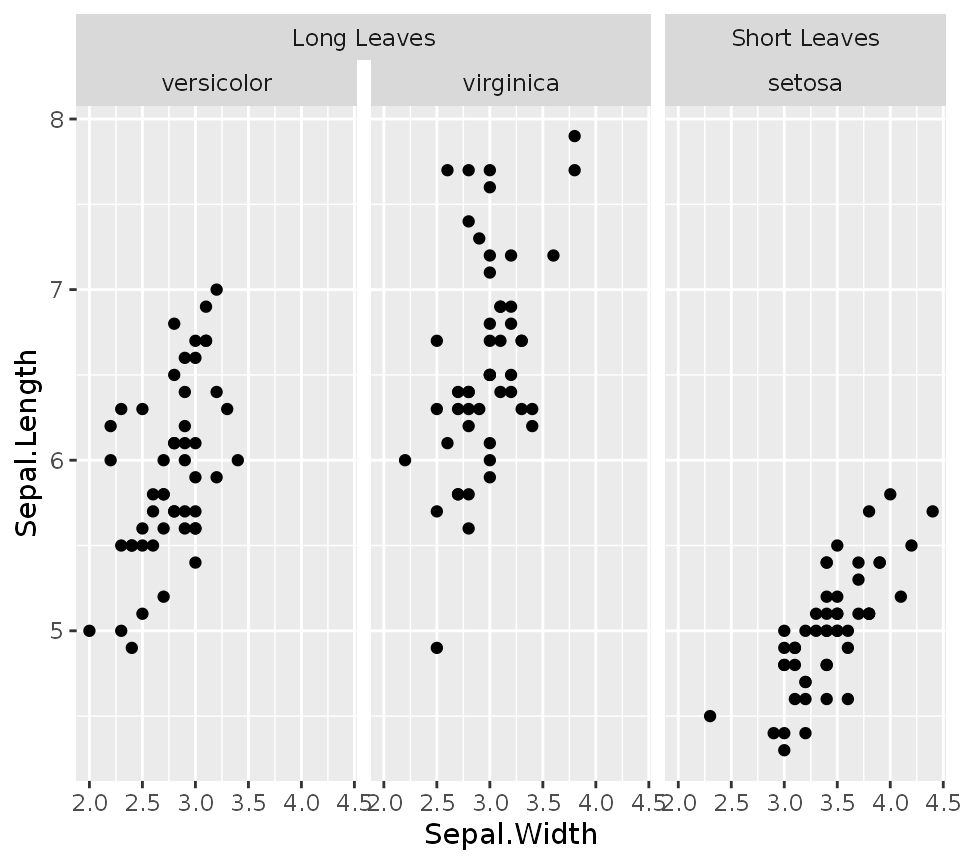 Long Leaves Short Leaves
versicolor virginica setosa
8
7
6
5
Sepal.Length
2.0 2.5 3.0 3.5 4.0 4.5 2.0 2.5 3.0 3.5 4.0 4.5 2.0 2.5 3.0 3.5 4.0 4.5
Sepal.Width